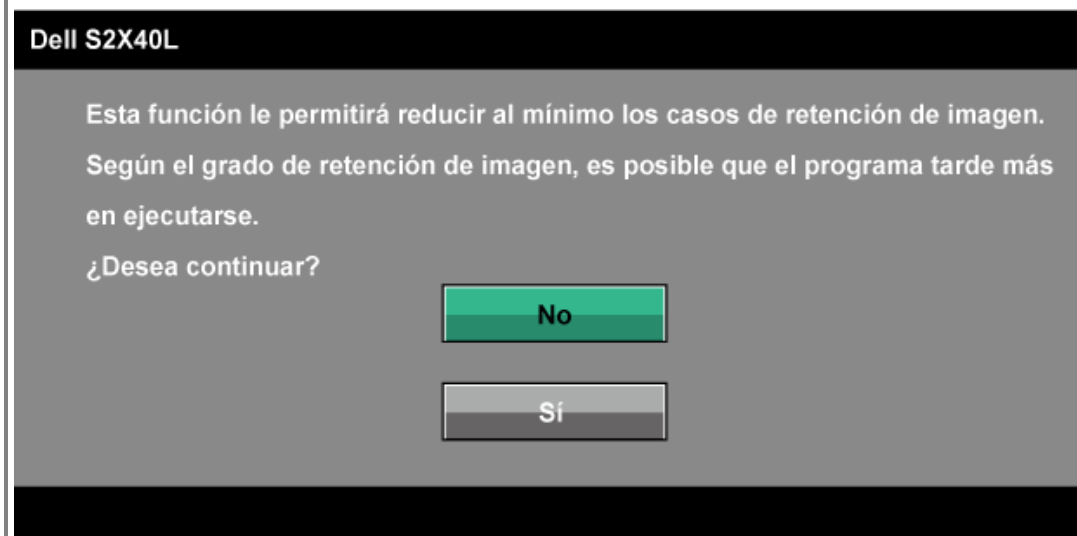 Dell S2X40L
Esta función le permitirá reducir al mínimo los casos de retención de imagen.
Según el grado de retención de imagen, es posible que el programa tarde más
en ejecutarse.
¿Desea continuar?
No
Sí